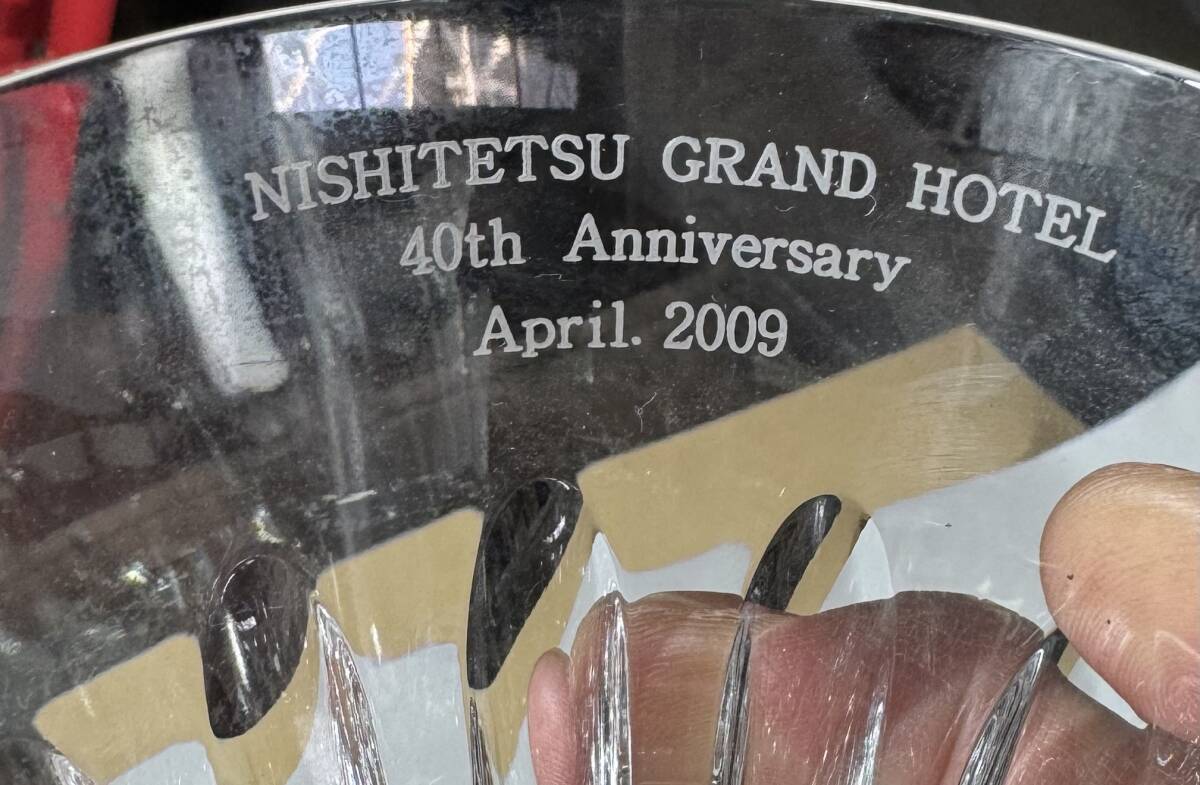 NISHITETSU GRAND HOTEL
40th Anniversary
April. 2009